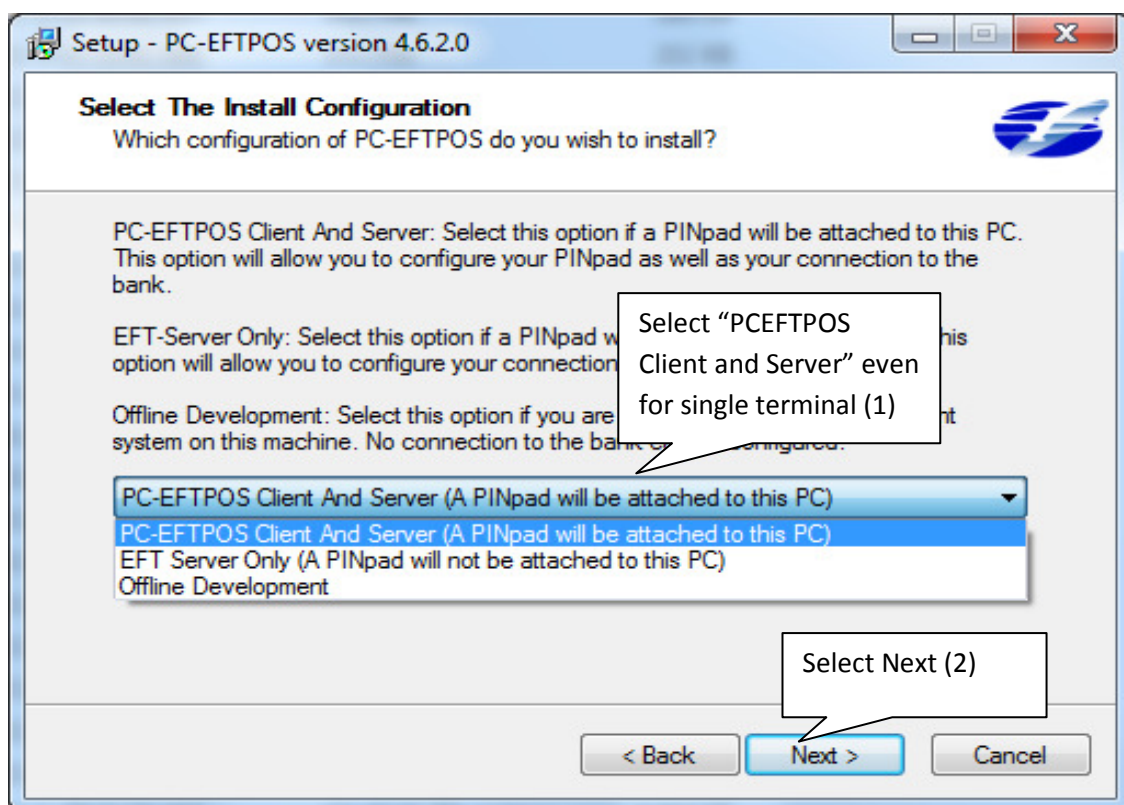 Setup - PC-EFTPOS version 4.6.2.0
Select The Install Configuration
Which configuration of PC-EFTPOS do you wish to install?
PC-EFTPOS Client And Server: Select this option if a PINpad will be attached to this PC.
This option will allow you to configure your PINpad as well as your connection to the
bank.
EFT-Server Only: Select this option if a PINpad
option will allow you to configure your connection
Offline Development: Select this option if you are
system on this machine. No connection to the bank
Select “PCEFTPOS
Client and Server” even
for single terminal (1)
PC-EFTPOS Client And Server (A PINpad will be attached to this PC)
PC-EFTPOS Client And Server (A PINpad will be attached to this PC)
EFT Server Only (A PINpad will not be attached to this PC)
Offline Development
Select Next (2)
< Back
Next >
Cancel